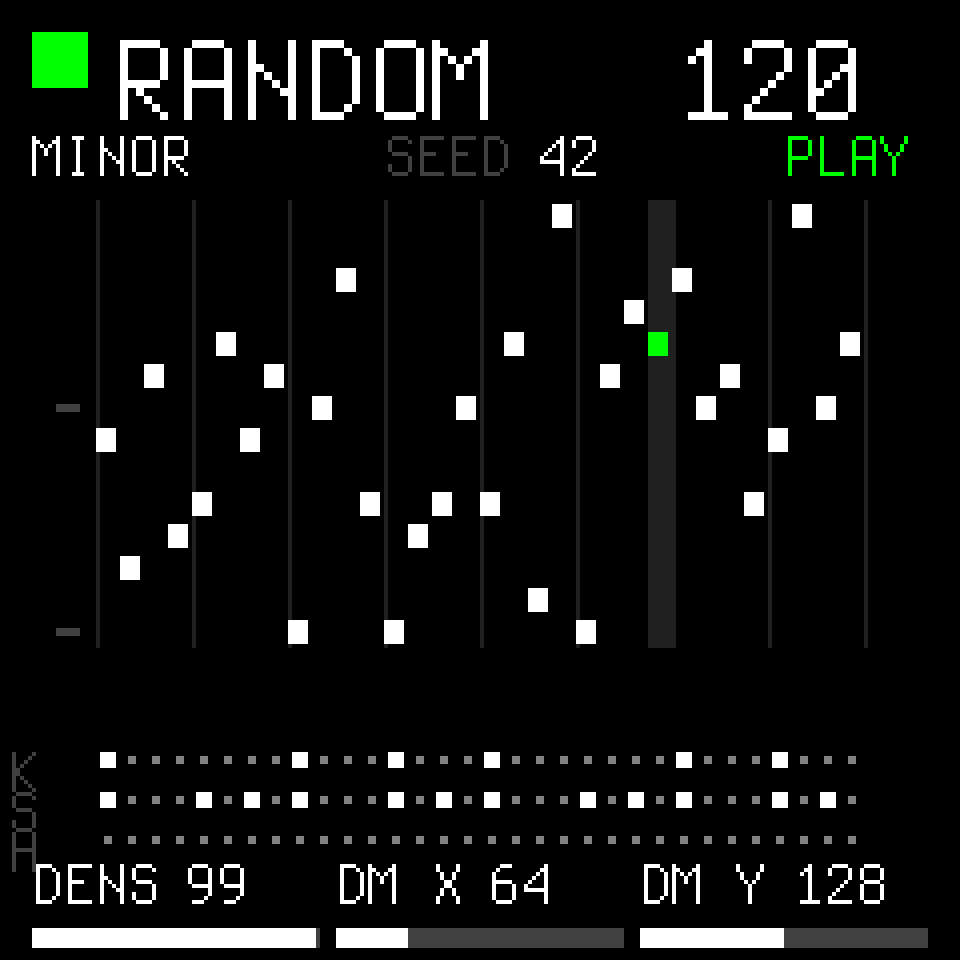 RANDOM 120
MINOR SEED 42 PLAY
K
S
H
DENS 99 DM X 64 DM Y 128